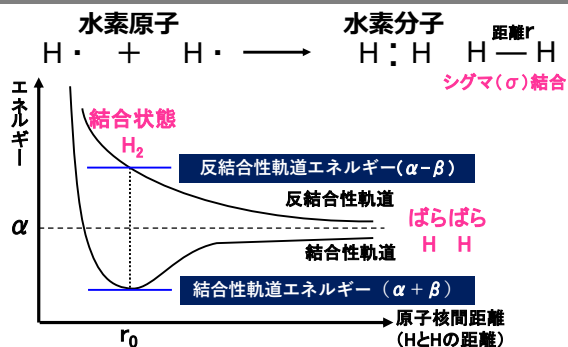 水素原子
水素分子
H・ + H・ → H : H
距離r
H — H
シグマ(σ)結合
エネルギー
結合状態
H₂
反結合性軌道エネルギー(α−β)
反結合性軌道
α
ばらばら
H H
結合性軌道
結合性軌道エネルギー（α＋β）
r₀
原子核間距離
(HとHの距離)